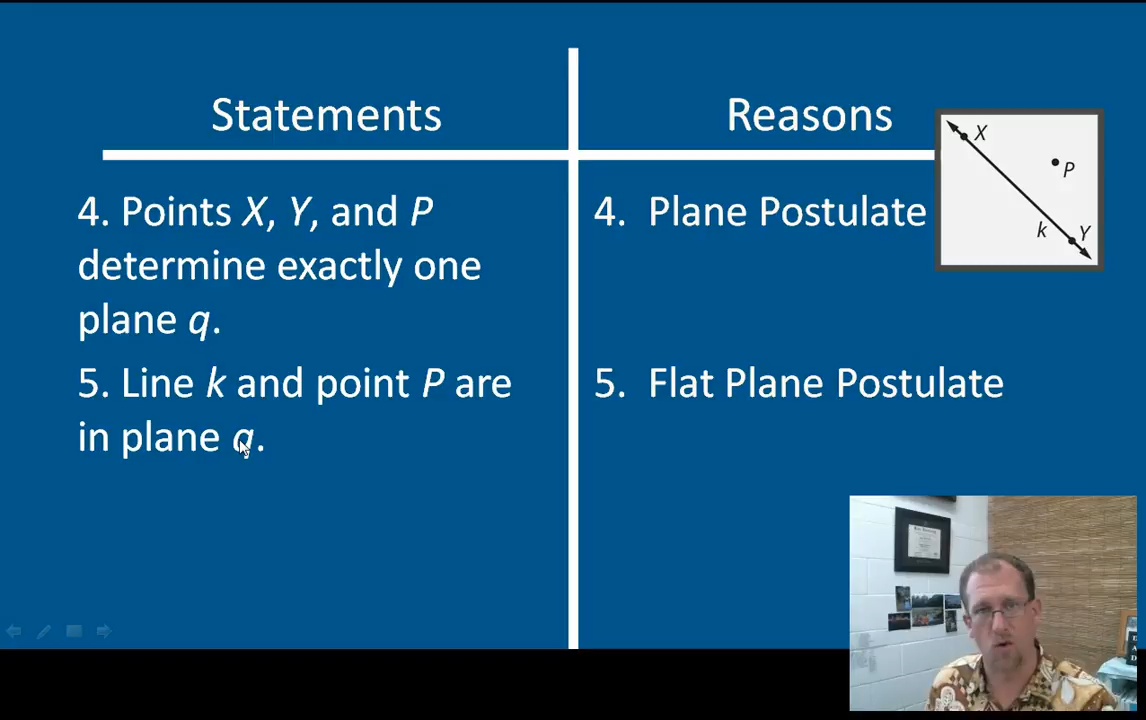 Statements
Reasons
4. Points X, Y, and P
determine exactly one
plane q.
4. Plane Postulate
5. Line k and point P are
in plane q.
5. Flat Plane Postulate
X
P
k
Y